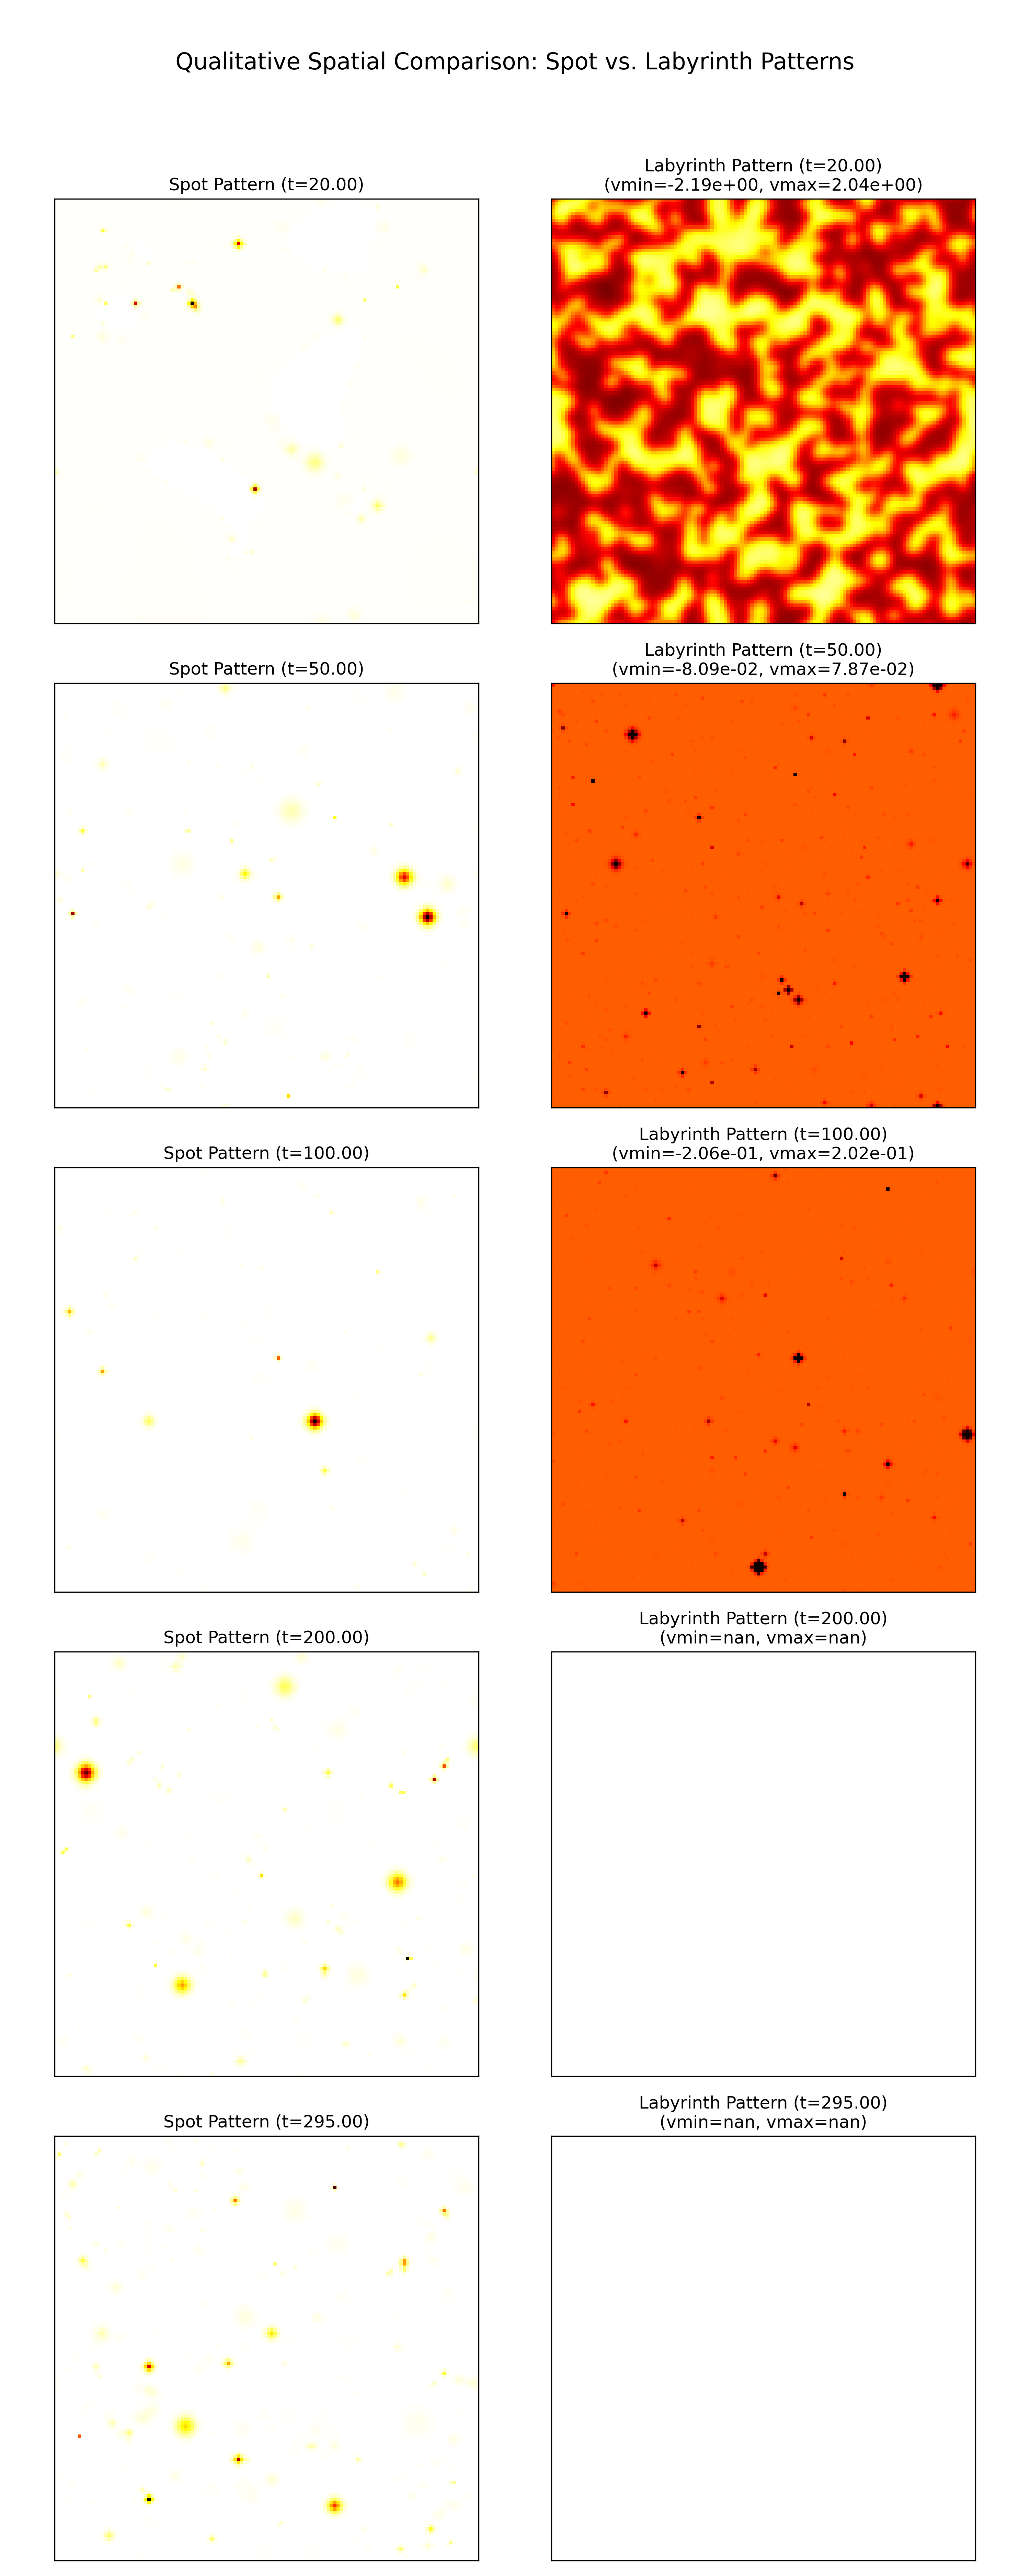 Qualitative Spatial Comparison: Spot vs. Labyrinth Patterns
Spot Pattern (t=20.00)
Labyrinth Pattern (t=20.00)
(vmin=-2.19e+00, vmax=2.04e+00)
Spot Pattern (t=50.00)
Labyrinth Pattern (t=50.00)
(vmin=-8.09e-02, vmax=7.87e-02)
Spot Pattern (t=100.00)
Labyrinth Pattern (t=100.00)
(vmin=-2.06e-01, vmax=2.02e-01)
Spot Pattern (t=200.00)
Labyrinth Pattern (t=200.00)
(vmin=nan, vmax=nan)
Spot Pattern (t=295.00)
Labyrinth Pattern (t=295.00)
(vmin=nan, vmax=nan)